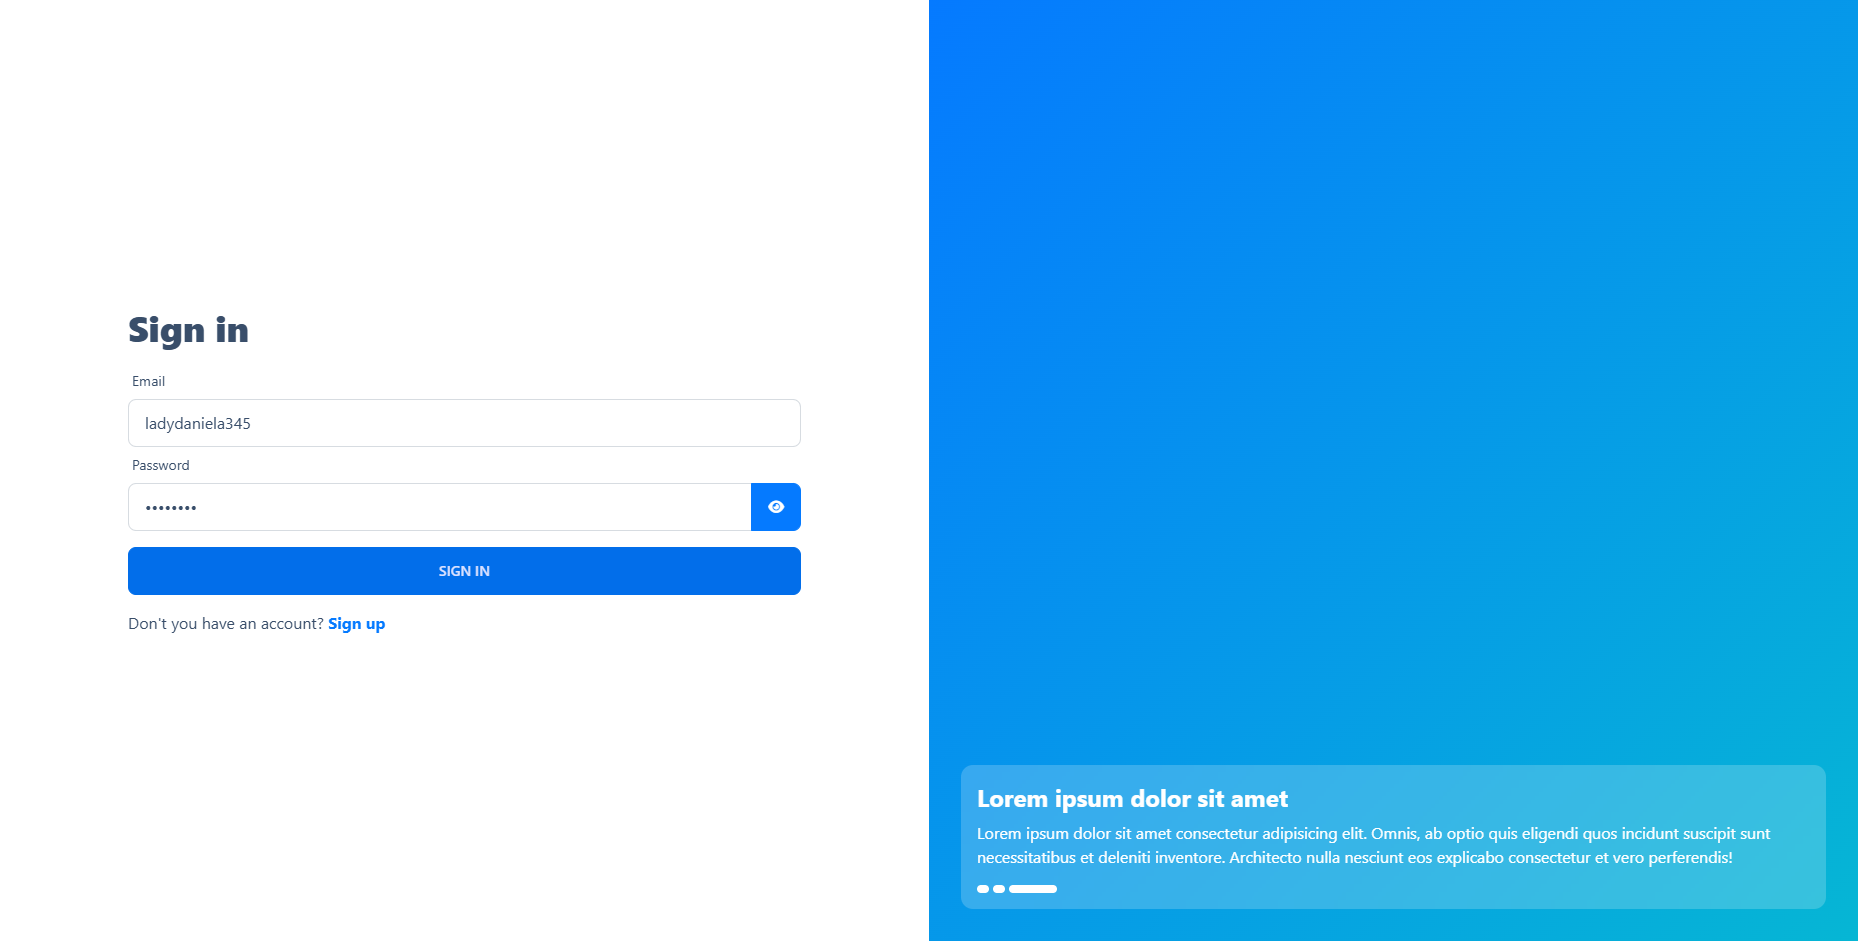 Sign in
Email
ladydaniela345
Password
••••••••
SIGN IN
Don't you have an account? Sign up
Lorem ipsum dolor sit amet
Lorem ipsum dolor sit amet consectetur adipisicing elit. Omnis, ab optio quis eligendi quos incidunt suscipit sunt
necessitatibus et deleniti inventore. Architecto nulla nesciunt eos explicabo consectetur et vero perferendis!